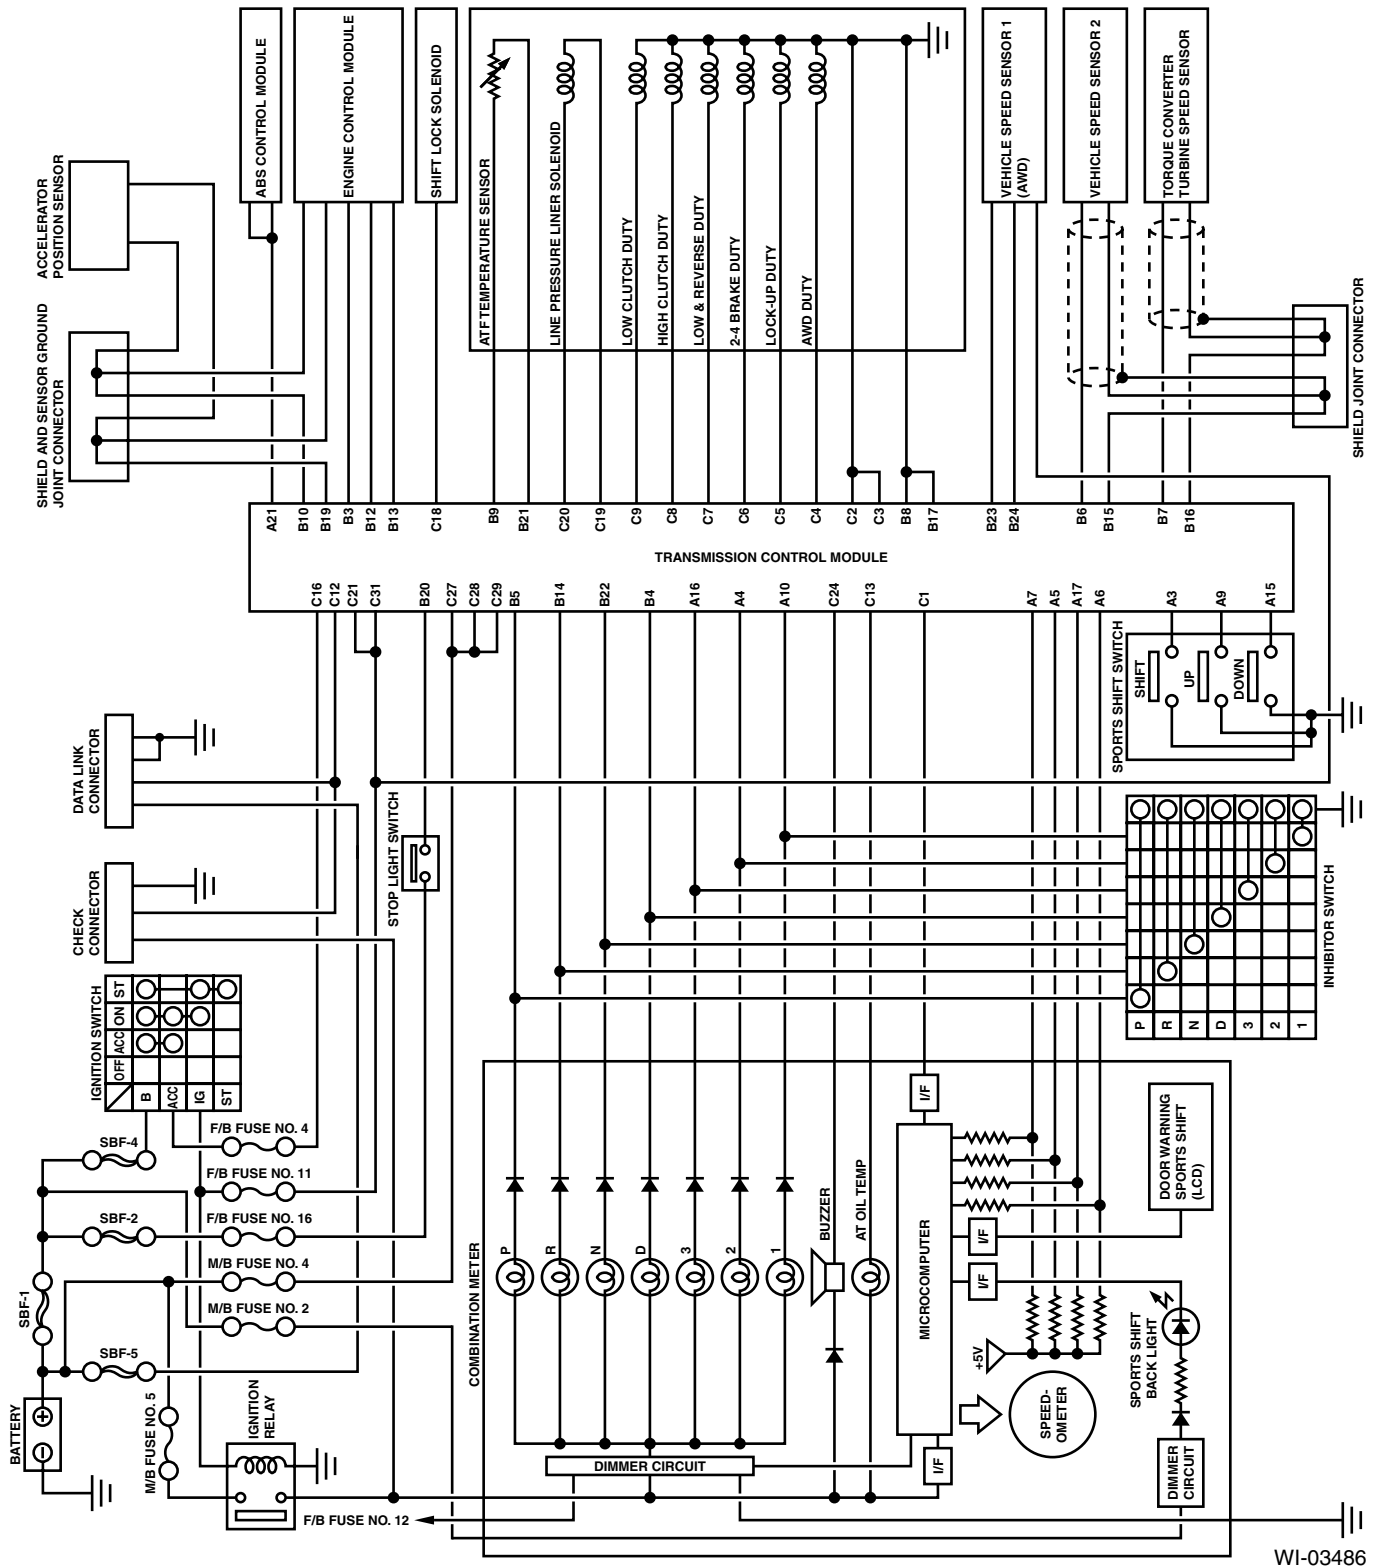 ACCELERATOR
POSITION SENSOR
SHIELD AND SENSOR GROUND
JOINT CONNECTOR
ABS CONTROL MODULE
ENGINE CONTROL MODULE
SHIFT LOCK SOLENOID
ATF TEMPERATURE SENSOR
LINE PRESSURE LINER SOLENOID
LOW CLUTCH DUTY
HIGH CLUTCH DUTY
LOW & REVERSE DUTY
2-4 BRAKE DUTY
LOCK-UP DUTY
AWD DUTY
VEHICLE SPEED SENSOR 1
(AWD)
VEHICLE SPEED SENSOR 2
TORQUE CONVERTER
TURBINE SPEED SENSOR
SHIELD JOINT CONNECTOR
A21
B10
B19
B3
B12
B13
C18
B9
B21
C20
C19
C9
C8
C7
C6
C5
C4
C2
C3
B8
B17
B23
B24
B6
B15
B7
B16
TRANSMISSION CONTROL MODULE
C16
C12
C21
C31
B20
C27
C28
C29
B5
B14
B22
B4
A16
A4
A10
C24
C13
C1
A7
A5
A17
A6
A3
A9
A15
SPORTS SHIFT SWITCH
SHIFT
UP
DOWN
DATA LINK
CONNECTOR
CHECK
CONNECTOR
STOP LIGHT SWITCH
INHIBITOR SWITCH
P
R
N
D
3
2
1
IGNITION SWITCH
OFF
ACC
ON
ST
B
ACC
IG
ST
SBF-4
F/B FUSE NO. 4
F/B FUSE NO. 11
SBF-2
F/B FUSE NO. 16
M/B FUSE NO. 4
M/B FUSE NO. 2
SBF-1
SBF-5
BATTERY
M/B FUSE NO. 5
IGNITION
RELAY
F/B FUSE NO. 12
COMBINATION METER
P
R
N
D
3
2
1
BUZZER
AT OIL TEMP
MICROCOMPUTER
I/F
I/F
I/F
I/F
DOOR WARNING
SPORTS SHIFT
(LCD)
+5V
SPEED-
OMETER
SPORTS SHIFT
BACK LIGHT
DIMMER CIRCUIT
DIMMER
CIRCUIT
WI-03486